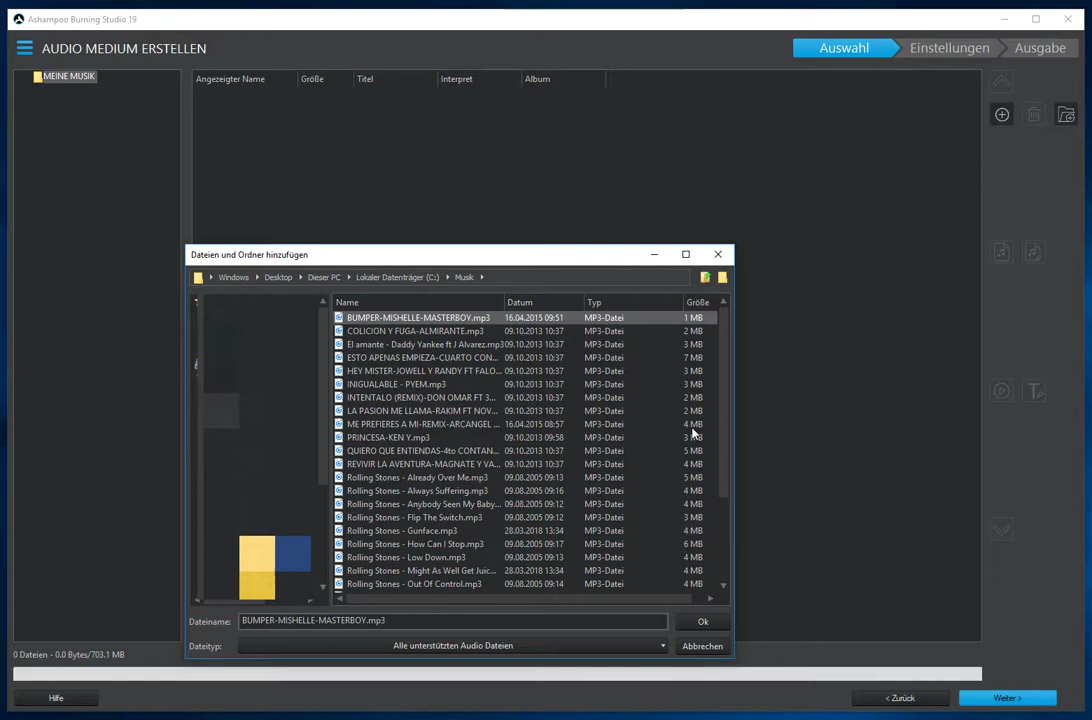 Ashampoo Burning Studio 19
AUDIO MEDIUM ERSTELLEN
Auswahl
Einstellungen
Ausgabe
MEINE MUSIK
Angezeigter Name Größe Titel Interpret Album
Dateien und Ordner hinzufügen
Windows Desktop Dieser PC Lokaler Datenträger (C:) Musik
Name Datum Typ Größe
BUMPER-MISHELLE-MASTERBOY.mp3 16.04.2015 09:51 MP3-Datei 1 MB
COLICION Y FUGA-ALMIRANTE.mp3 09.10.2013 10:37 MP3-Datei 2 MB
El amante - Daddy Yankee ft J Alvarez.mp3 09.10.2013 10:37 MP3-Datei 3 MB
ESTO APENAS EMPIEZA-CUARTO CON... 09.10.2013 10:37 MP3-Datei 7 MB
HEY MISTER-JOWELL Y RANDY FT FALO... 09.10.2013 10:37 MP3-Datei 3 MB
INIGUALABLE - PYEM.mp3 09.10.2013 10:37 MP3-Datei 3 MB
INTENTALO (REMIX)-DON OMAR FT 3... 09.10.2013 10:37 MP3-Datei 2 MB
LA PASION ME LLAMA-RAKIM FT NOV... 09.10.2013 10:37 MP3-Datei 2 MB
ME PREFIERES A MI-REMIX-ARCANGEL ... 16.04.2015 08:57 MP3-Datei 4 MB
PRINCESA-KEN Y.mp3 09.10.2013 09:58 MP3-Datei 3 MB
QUIERO QUE ENTIENDAS-4to CONTAN... 09.10.2013 10:37 MP3-Datei 5 MB
REVIVIR LA AVENTURA-MAGNATE Y VA... 09.10.2013 10:37 MP3-Datei 4 MB
Rolling Stones - Already Over Me.mp3 09.08.2005 09:13 MP3-Datei 5 MB
Rolling Stones - Always Suffering.mp3 09.08.2005 09:16 MP3-Datei 4 MB
Rolling Stones - Anybody Seen My Baby... 09.08.2005 09:12 MP3-Datei 4 MB
Rolling Stones - Flip The Switch.mp3 09.08.2005 09:12 MP3-Datei 3 MB
Rolling Stones - Gunface.mp3 28.03.2018 13:34 MP3-Datei 4 MB
Rolling Stones - How Can I Stop.mp3 09.08.2005 09:17 MP3-Datei 6 MB
Rolling Stones - Low Down.mp3 09.08.2005 09:13 MP3-Datei 4 MB
Rolling Stones - Might As Well Get Juic... 28.03.2018 13:34 MP3-Datei 4 MB
Rolling Stones - Out Of Control.mp3 09.08.2005 09:14 MP3-Datei 4 MB
Dateiname: BUMPER-MISHELLE-MASTERBOY.mp3 Ok
Dateityp: Alle unterstützten Audio Dateien Abbrechen
0 Dateien - 0.0 Bytes/703.1 MB
Hilfe
< Zurück
Weiter >